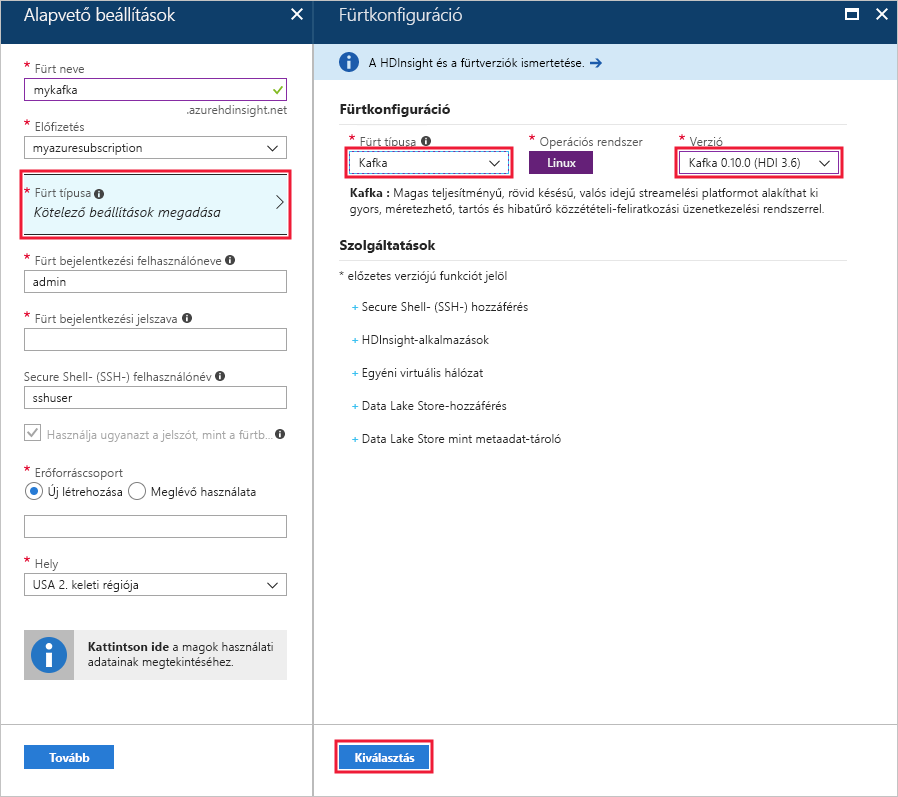 Alapvető beállítások
* Fürt neve
mykafka
.azurehdinsight.net
* Előfizetés
myazuresubscription
* Fürt típusa
Kötelező beállítások megadása
* Fürt bejelentkezési felhasználóneve
admin
* Fürt bejelentkezési jelszava
Secure Shell- (SSH-) felhasználónév
sshuser
Használja ugyanazt a jelszót, mint a fürtb...
* Erőforráscsoport
Új létrehozása Meglévő használata
* Hely
USA 2. keleti régiója
Kattintson ide a magok használati
adatainak megtekintéséhez.
Tovább
Fürtkonfiguráció
A HDInsight és a fürtverziók ismertetése. →
Fürtkonfiguráció
* Fürt típusa * Operációs rendszer * Verzió
Kafka Linux Kafka 0.10.0 (HDI 3.6)
Kafka : Magas teljesítményű, rövid késésű, valós idejű streamelési platformot alakíthat ki
gyors, méretezhető, tartós és hibatűrő közzétételi-feliratkozási üzenetkezelési rendszerrel.
Szolgáltatások
* előzetes verziójú funkciót jelöl
+ Secure Shell- (SSH-) hozzáférés
+ HDInsight-alkalmazások
+ Egyéni virtuális hálózat
+ Data Lake Store-hozzáférés
+ Data Lake Store mint metaadat-tároló
Kiválasztás